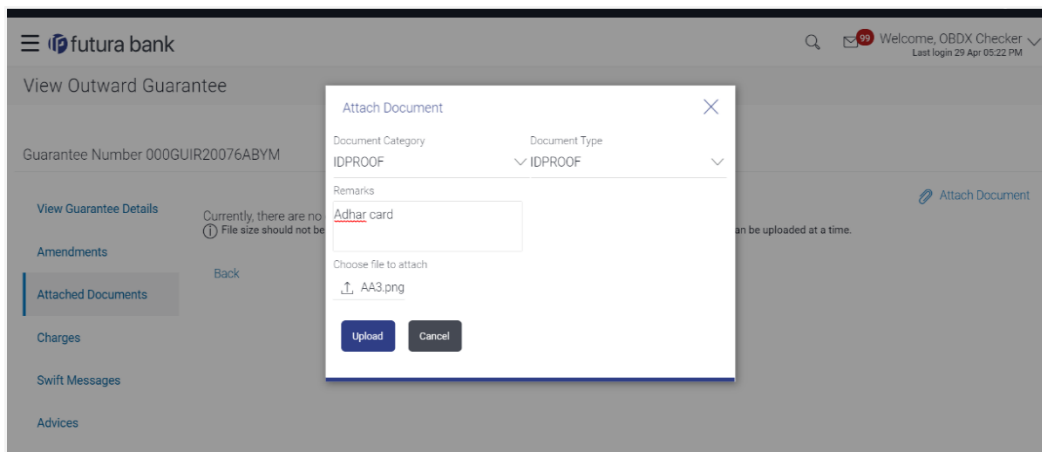 futura bank
99
Welcome, OBDX Checker
Last login 29 Apr 05:22 PM
View Outward Guarantee
Guarantee Number 000GUIR20076ABYM
View Guarantee Details
Amendments
Attached Documents
Charges
Swift Messages
Advices
Attach Document
Currently, there are no
File size should not be
an be uploaded at a time.
Back
Attach Document
Document Category
Document Type
IDPROOF
IDPROOF
Remarks
Adhar card
Choose file to attach
AA3.png
Upload
Cancel